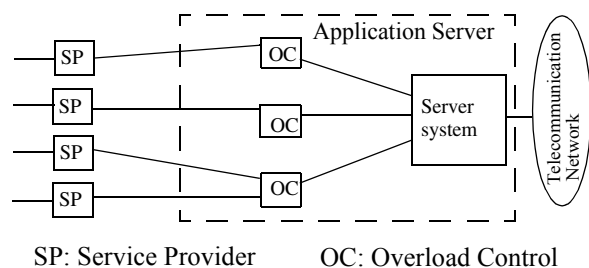 Application Server
SP
OC
SP
OC
Server
system
SP
SP
OC
Telecommunication
Network
SP: Service Provider
OC: Overload Control